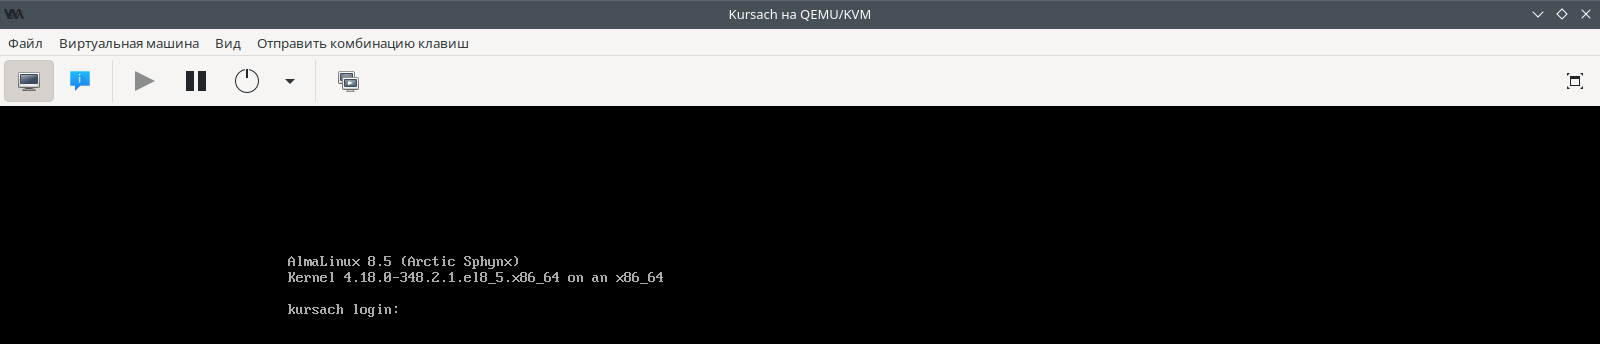 Kursach на QEMU/KVM
Файл Виртуальная машина Вид Отправить комбинацию клавиш
AlmaLinux 8.5 (Arctic Sphynx)
Kernel 4.18.0-348.2.1.el8_5.x86_64 on an x86_64
kursach login: